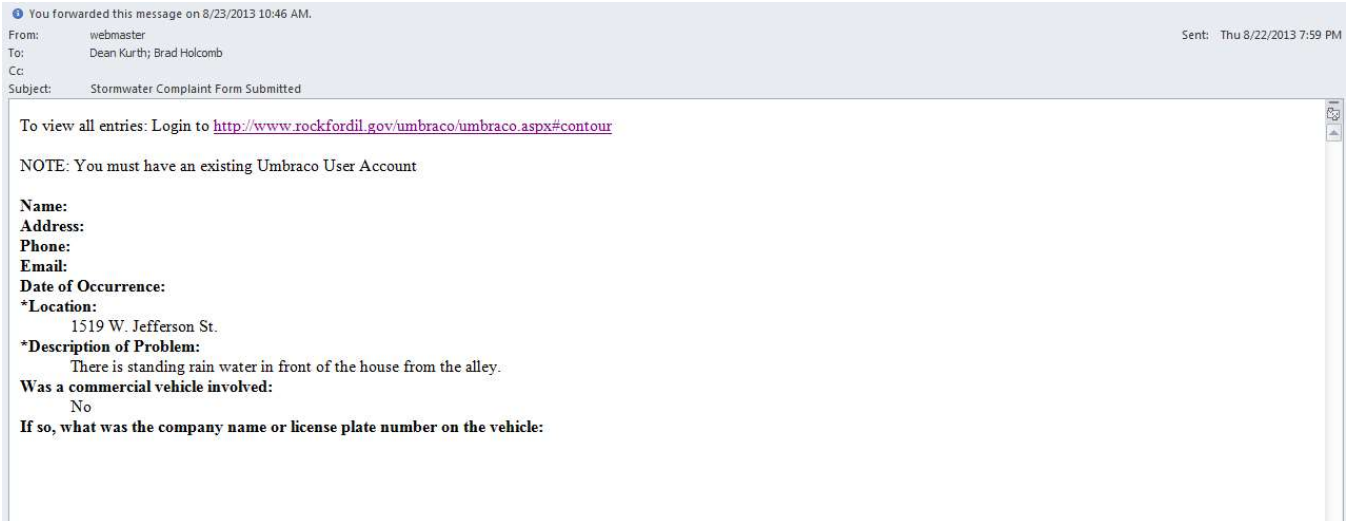 You forwarded this message on 8/23/2013 10:46 AM.
From: webmaster Sent: Thu 8/22/2013 7:59 PM
To: Dean Kurth; Brad Holcomb
Cc:
Subject: Stormwater Complaint Form Submitted
To view all entries: Login to http://www.rockfordil.gov/umbraco/umbraco.aspx#contour
NOTE: You must have an existing Umbraco User Account
Name:
Address:
Phone:
Email:
Date of Occurrence:
*Location:
1519 W. Jefferson St.
*Description of Problem:
There is standing rain water in front of the house from the alley.
Was a commercial vehicle involved:
No
If so, what was the company name or license plate number on the vehicle: